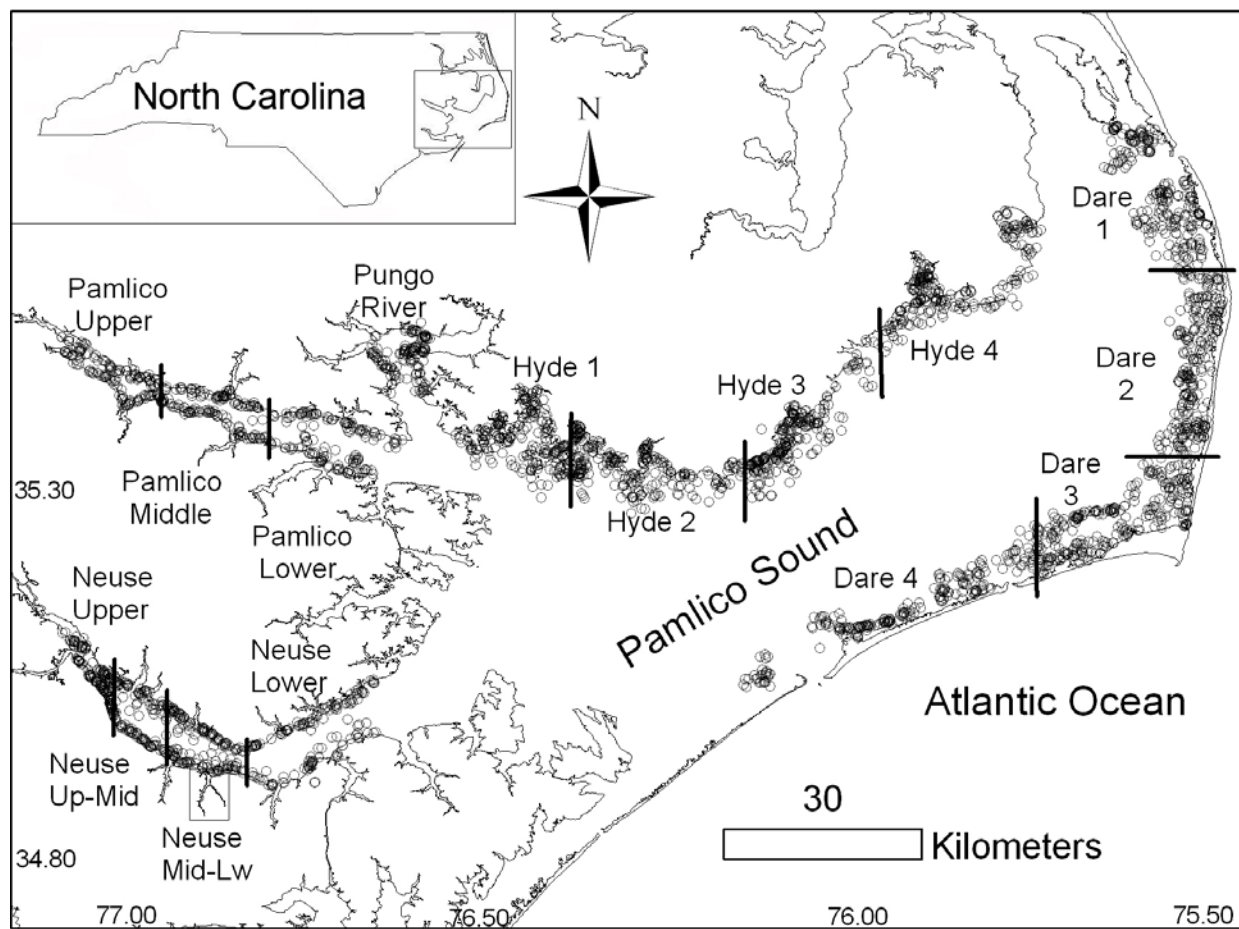 North Carolina
N
Dare
1
Pamlico
Upper
Pungo
River
Hyde 1
Hyde 3
Hyde 4
Dare
2
Pamlico
Middle
35.30
Hyde 2
Dare
3
Pamlico
Lower
Dare 4
Pamlico Sound
Neuse
Upper
Neuse
Lower
Atlantic Ocean
Neuse
Up-Mid
Neuse
Mid-Lw
30
Kilometers
34.80
77.00
76.50
76.00
75.50